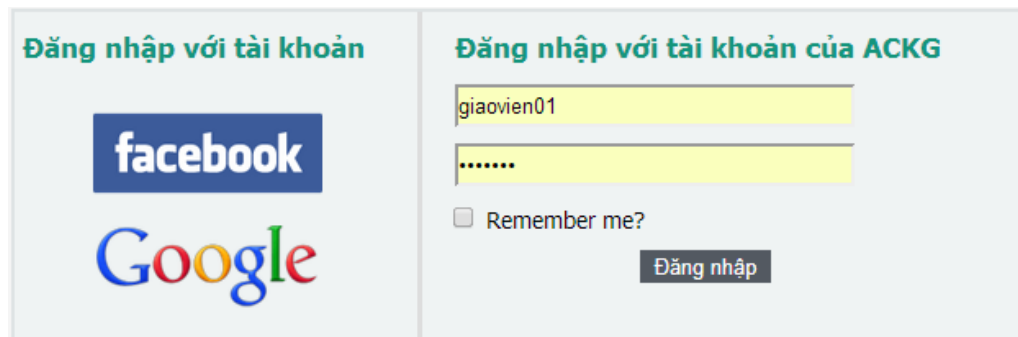 Đăng nhập với tài khoản
facebook
Google
Đăng nhập với tài khoản của ACKG
giaovien01
•••••••
Remember me?
Đăng nhập